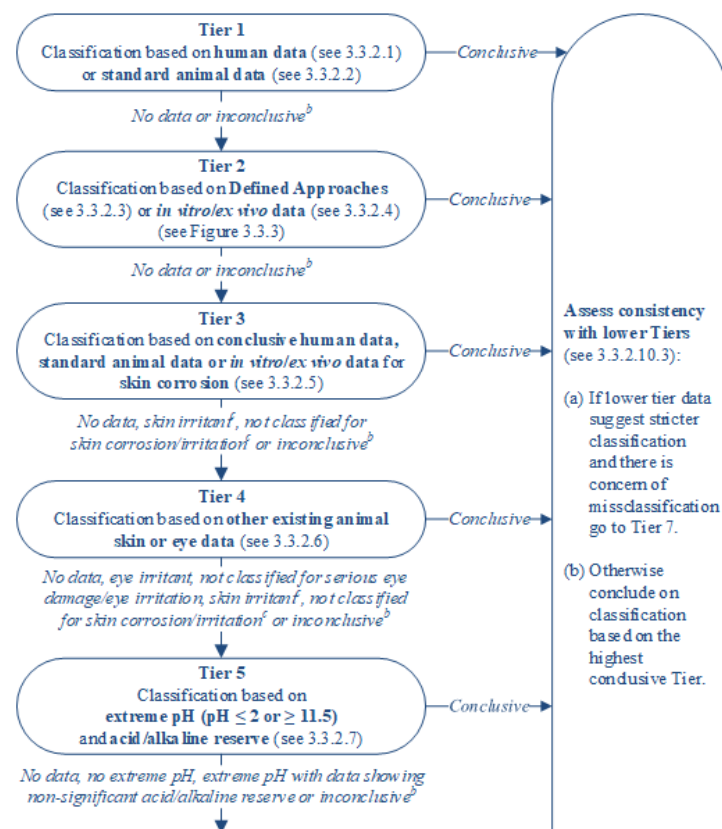 Tier 1
Classification based on human data (see 3.3.2.1)
or standard animal data (see 3.3.2.2)
Conclusive
No data or inconclusiveᵇ
Tier 2
Classification based on Defined Approaches
(see 3.3.2.3) or in vitro/ex vivo data (see 3.3.2.4)
(see Figure 3.3.3)
Conclusive
No data or inconclusiveᵇ
Tier 3
Classification based on conclusive human data,
standard animal data or in vitro/ex vivo data for
skin corrosion (see 3.3.2.5)
Conclusive
No data, skin irritantᶜ, not classified for
skin corrosion/irritationᶜ or inconclusiveᵇ
Tier 4
Classification based on other existing animal
skin or eye data (see 3.3.2.6)
Conclusive
No data, eye irritant, not classified for serious eye
damage/eye irritation, skin irritantᶜ, not classified
for skin corrosion/irritationᶜ or inconclusiveᵇ
Tier 5
Classification based on
extreme pH (pH ≤ 2 or ≥ 11.5)
and acid/alkaline reserve (see 3.3.2.7)
Conclusive
No data, no extreme pH, extreme pH with data showing
non-significant acid/alkaline reserve or inconclusiveᵇ
Assess consistency
with lower Tiers
(see 3.3.2.10.3):
(a) If lower tier data
suggest stricter
classification
and there is
concern of
missclassification
go to Tier 7.
(b) Otherwise
conclude on
classification
based on the
highest
conclusive Tier.